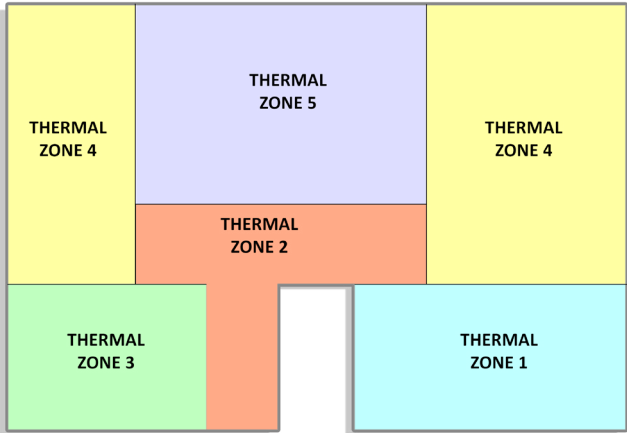 THERMAL
ZONE 5
THERMAL
ZONE 4
THERMAL
ZONE 4
THERMAL
ZONE 2
THERMAL
ZONE 3
THERMAL
ZONE 1